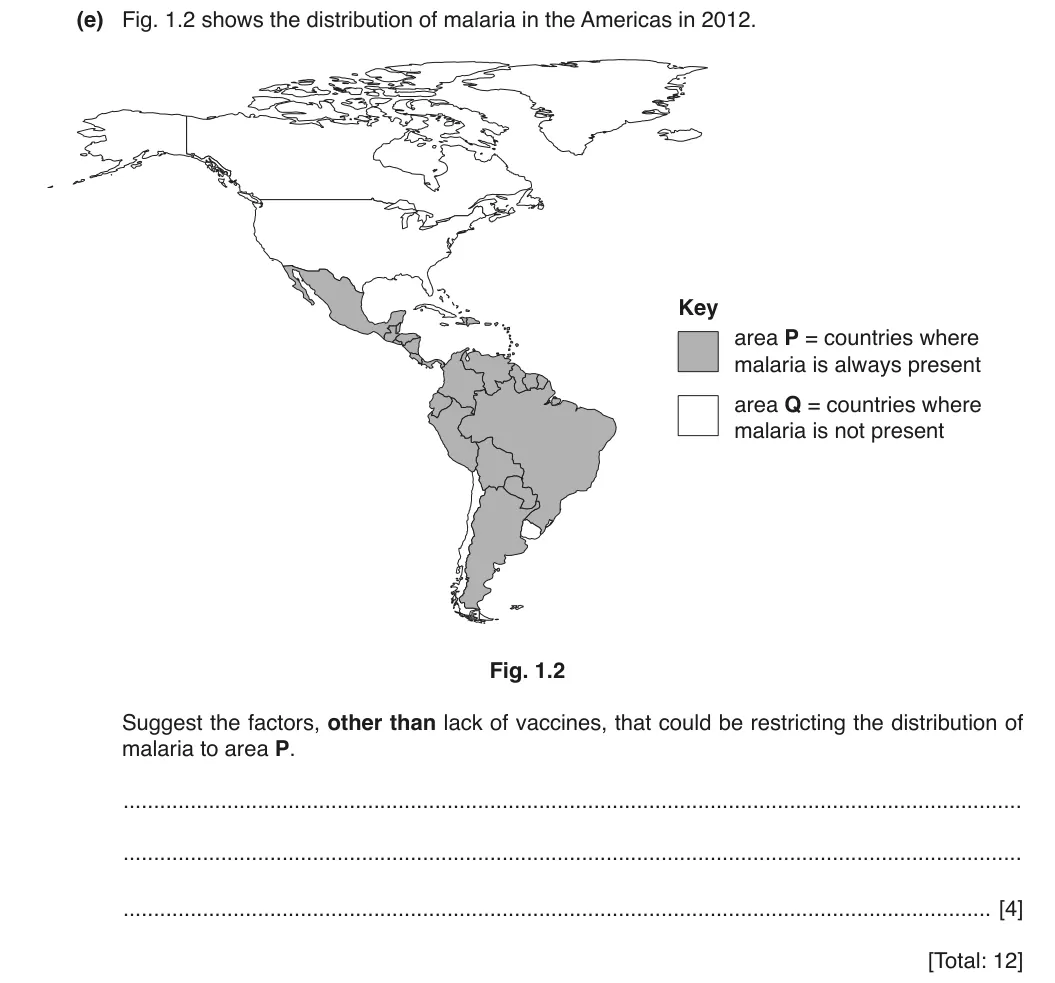 (e) Fig. 1.2 shows the distribution of malaria in the Americas in 2012.
Key
area P = countries where
malaria is always present
area Q = countries where
malaria is not present
Fig. 1.2
Suggest the factors, other than lack of vaccines, that could be restricting the distribution of
malaria to area P.
....................................................................................................................................................
....................................................................................................................................................
............................................................................................................................................... [4]
[Total: 12]